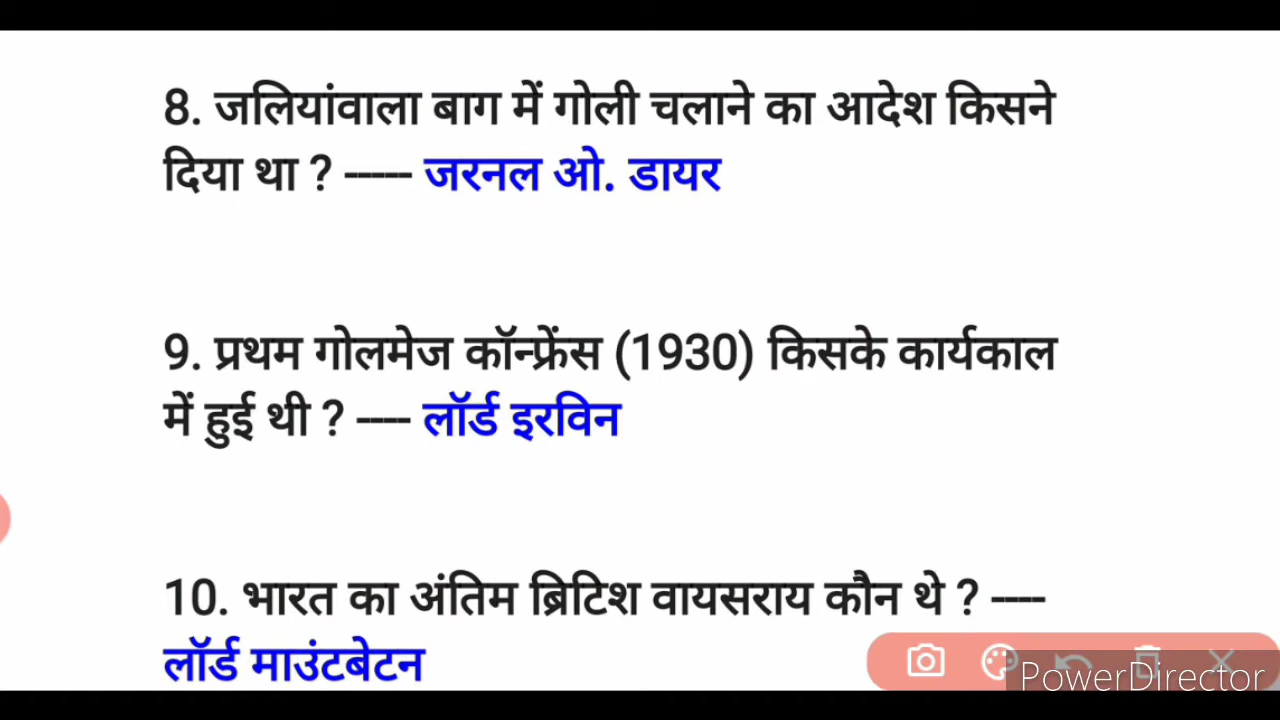 8. जलियांवाला बाग में गोली चलाने का आदेश किसने
दिया था ? ----- जरनल ओ. डायर
9. प्रथम गोलमेज कॉन्फ्रेंस (1930) किसके कार्यकाल
में हुई थी ? ---- लॉर्ड इरविन
10. भारत का अंतिम ब्रिटिश वायसराय कौन थे ? ----
लॉर्ड माउंटबेटन
PowerDirector